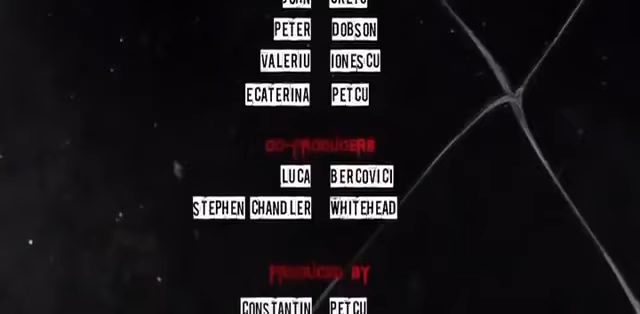 PETER DOBSON
VALERIU IONESCU
ECATERINA PETCU
CO-PRODUCERS
LUCA BERCOVICI
STEPHEN CHANDLER WHITEHEAD
PRODUCED BY
CONSTANTIN PETCU